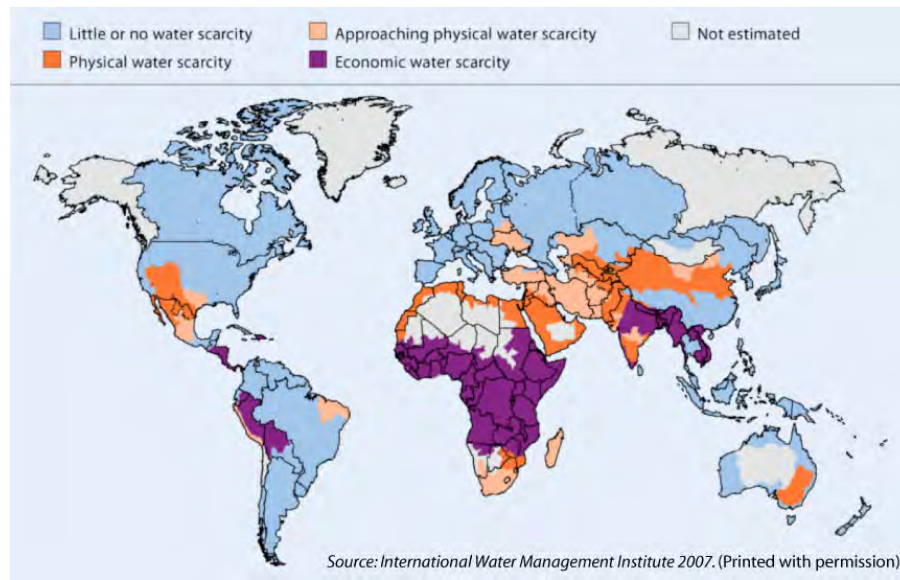 Little or no water scarcity Approaching physical water scarcity Not estimated
Physical water scarcity Economic water scarcity
Source: International Water Management Institute 2007. (Printed with permission)